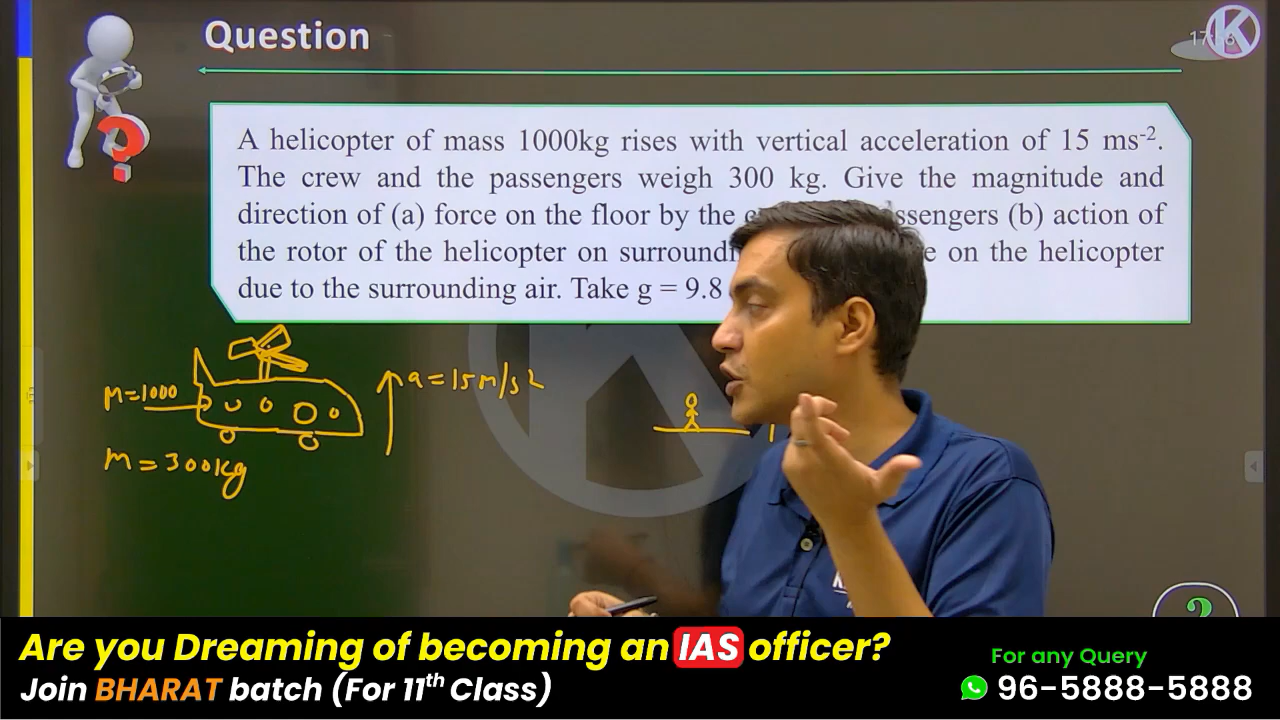 Question
A helicopter of mass 1000kg rises with vertical acceleration of 15 ms⁻².
The crew and the passengers weigh 300 kg. Give the magnitude and
direction of (a) force on the floor by the (b) action of
the rotor of the helicopter on on the helicopter
due to the surrounding air. Take g = 9.8
M=1000
a=15m/s2
m=300kg
?
Are you Dreaming of becoming an IAS officer?
Join BHARAT batch (For 11th Class)
For any Query
96-5888-5888